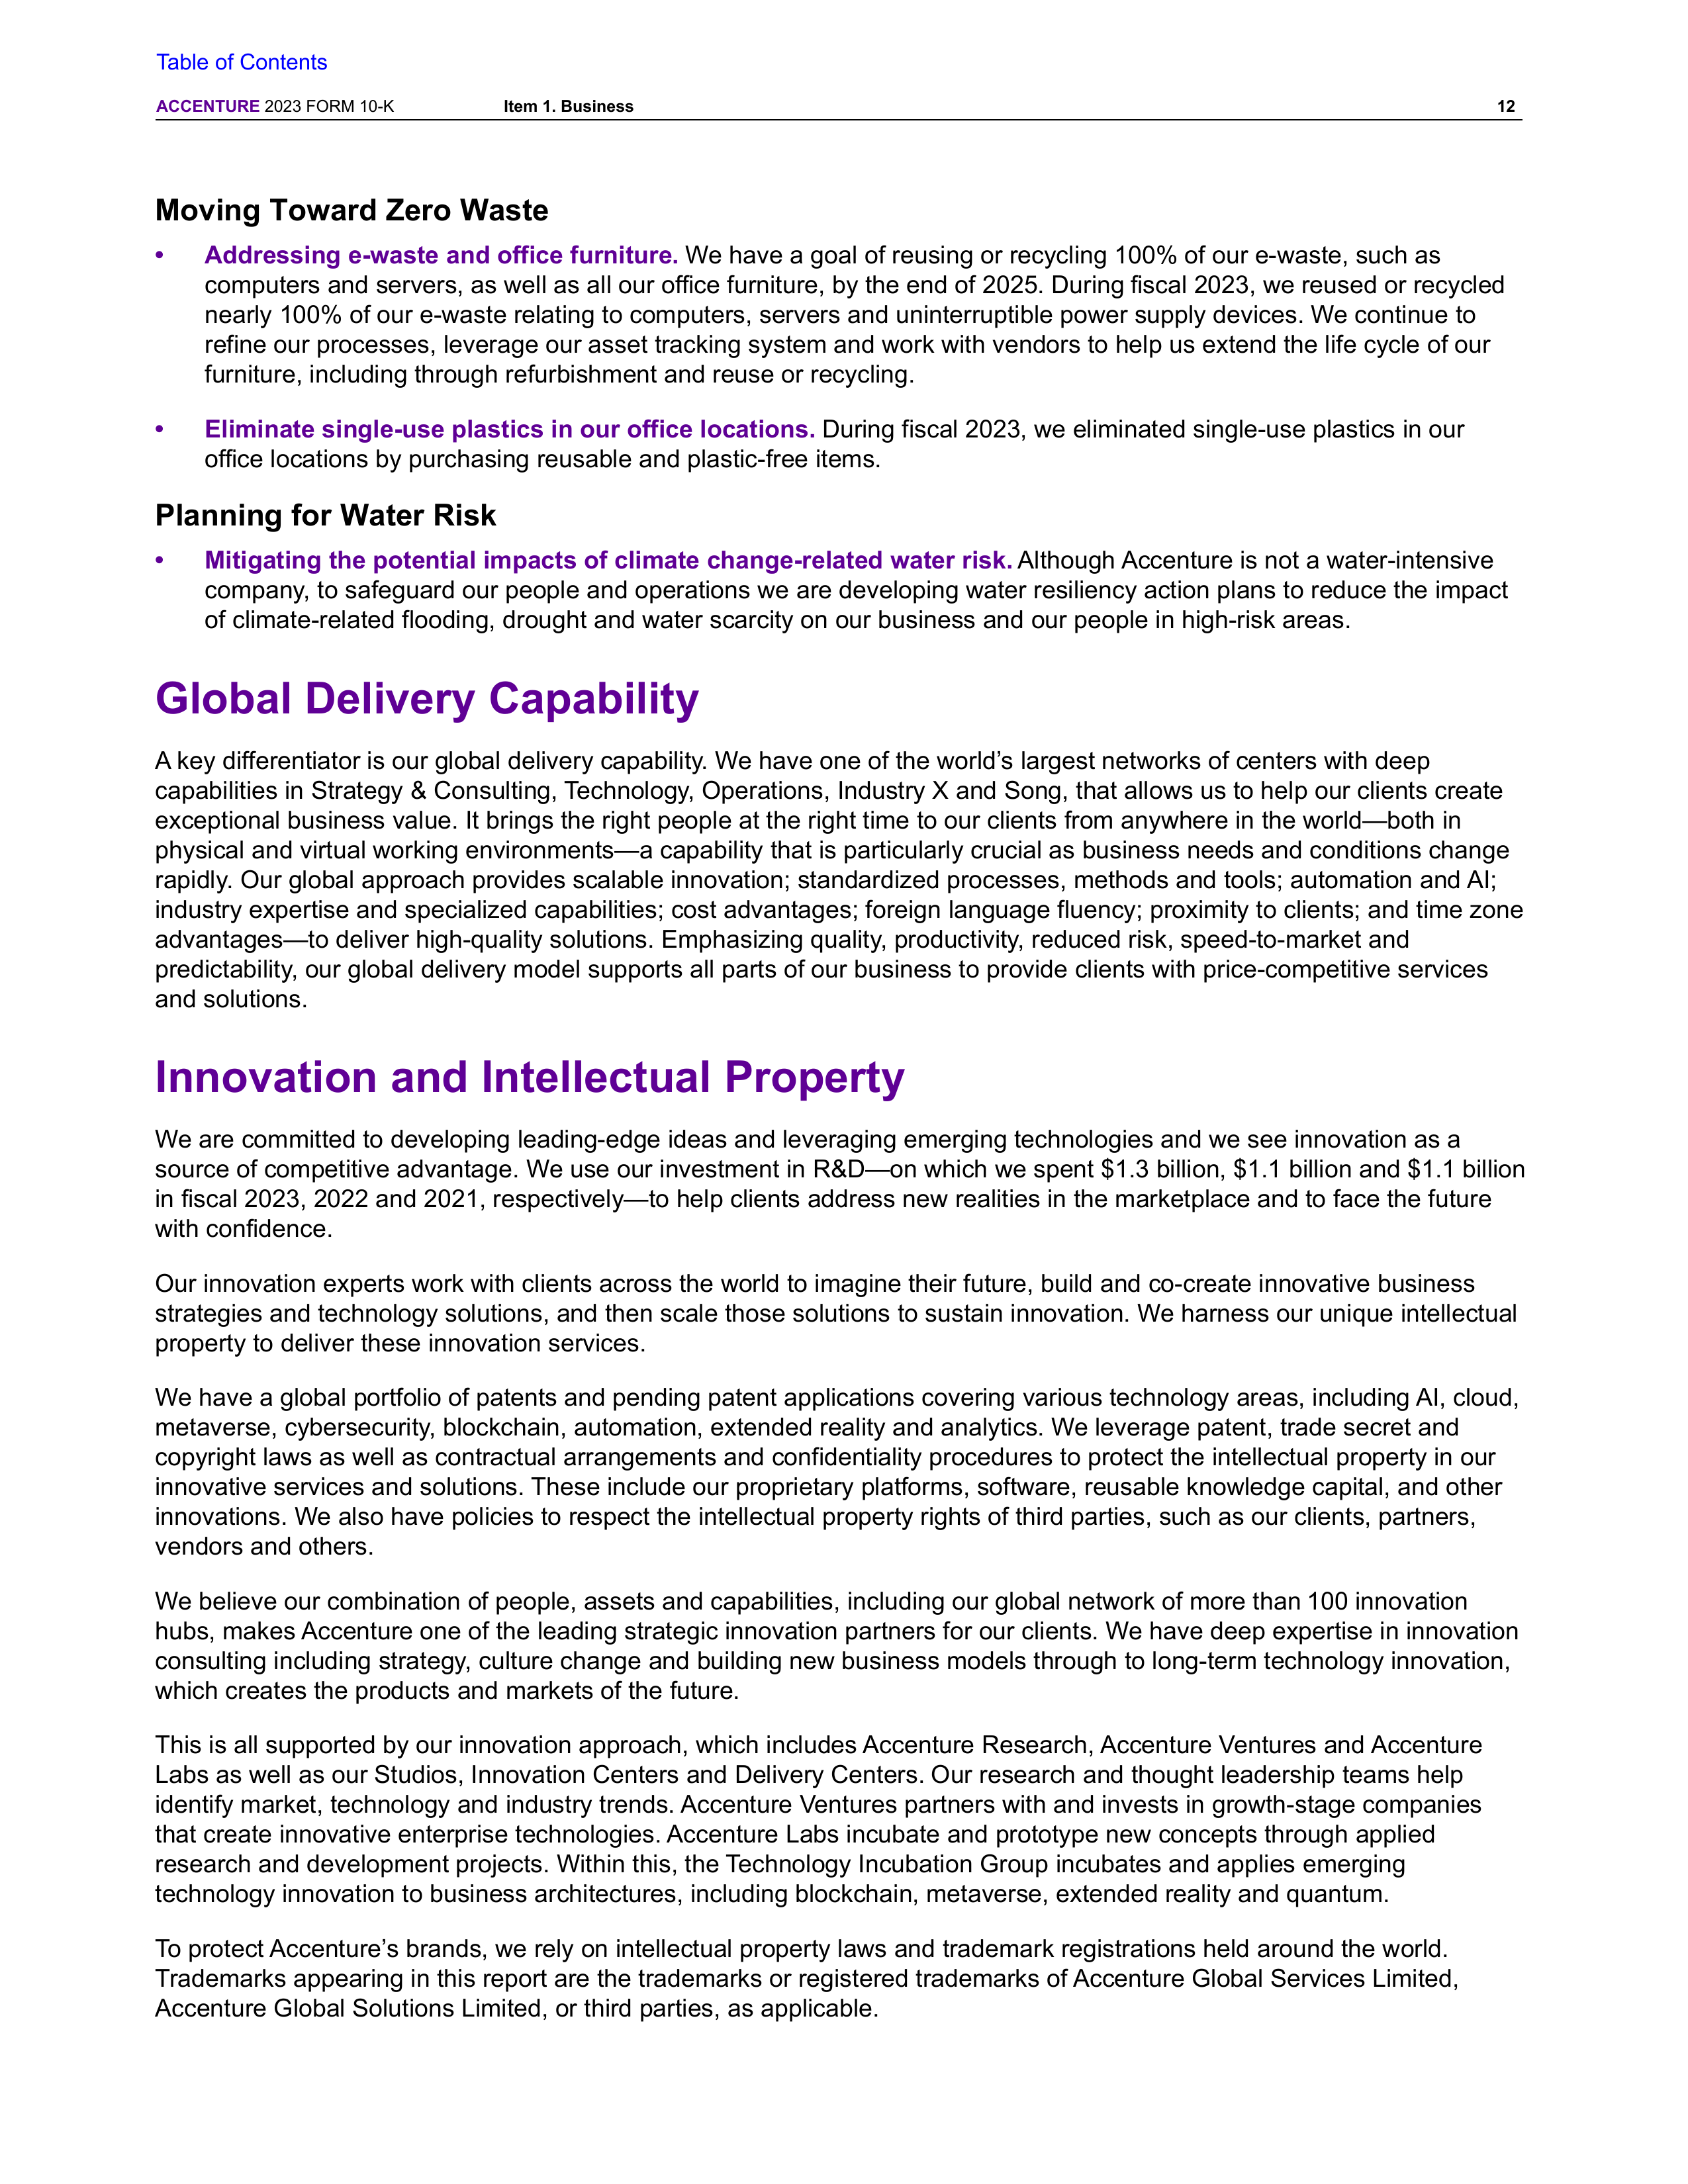 Table of Contents
ACCENTURE 2023 FORM 10-K Item 1. Business 12
Moving Toward Zero Waste
• Addressing e-waste and office furniture. We have a goal of reusing or recycling 100% of our e-waste, such as
computers and servers, as well as all our office furniture, by the end of 2025. During fiscal 2023, we reused or recycled
nearly 100% of our e-waste relating to computers, servers and uninterruptible power supply devices. We continue to
refine our processes, leverage our asset tracking system and work with vendors to help us extend the life cycle of our
furniture, including through refurbishment and reuse or recycling.
• Eliminate single-use plastics in our office locations. During fiscal 2023, we eliminated single-use plastics in our
office locations by purchasing reusable and plastic-free items.
Planning for Water Risk
• Mitigating the potential impacts of climate change-related water risk. Although Accenture is not a water-intensive
company, to safeguard our people and operations we are developing water resiliency action plans to reduce the impact
of climate-related flooding, drought and water scarcity on our business and our people in high-risk areas.
Global Delivery Capability
A key differentiator is our global delivery capability. We have one of the world’s largest networks of centers with deep
capabilities in Strategy & Consulting, Technology, Operations, Industry X and Song, that allows us to help our clients create
exceptional business value. It brings the right people at the right time to our clients from anywhere in the world—both in
physical and virtual working environments—a capability that is particularly crucial as business needs and conditions change
rapidly. Our global approach provides scalable innovation; standardized processes, methods and tools; automation and AI;
industry expertise and specialized capabilities; cost advantages; foreign language fluency; proximity to clients; and time zone
advantages—to deliver high-quality solutions. Emphasizing quality, productivity, reduced risk, speed-to-market and
predictability, our global delivery model supports all parts of our business to provide clients with price-competitive services
and solutions.
Innovation and Intellectual Property
We are committed to developing leading-edge ideas and leveraging emerging technologies and we see innovation as a
source of competitive advantage. We use our investment in R&D—on which we spent $1.3 billion, $1.1 billion and $1.1 billion
in fiscal 2023, 2022 and 2021, respectively—to help clients address new realities in the marketplace and to face the future
with confidence.
Our innovation experts work with clients across the world to imagine their future, build and co-create innovative business
strategies and technology solutions, and then scale those solutions to sustain innovation. We harness our unique intellectual
property to deliver these innovation services.
We have a global portfolio of patents and pending patent applications covering various technology areas, including AI, cloud,
metaverse, cybersecurity, blockchain, automation, extended reality and analytics. We leverage patent, trade secret and
copyright laws as well as contractual arrangements and confidentiality procedures to protect the intellectual property in our
innovative services and solutions. These include our proprietary platforms, software, reusable knowledge capital, and other
innovations. We also have policies to respect the intellectual property rights of third parties, such as our clients, partners,
vendors and others.
We believe our combination of people, assets and capabilities, including our global network of more than 100 innovation
hubs, makes Accenture one of the leading strategic innovation partners for our clients. We have deep expertise in innovation
consulting including strategy, culture change and building new business models through to long-term technology innovation,
which creates the products and markets of the future.
This is all supported by our innovation approach, which includes Accenture Research, Accenture Ventures and Accenture
Labs as well as our Studios, Innovation Centers and Delivery Centers. Our research and thought leadership teams help
identify market, technology and industry trends. Accenture Ventures partners with and invests in growth-stage companies
that create innovative enterprise technologies. Accenture Labs incubate and prototype new concepts through applied
research and development projects. Within this, the Technology Incubation Group incubates and applies emerging
technology innovation to business architectures, including blockchain, metaverse, extended reality and quantum.
To protect Accenture’s brands, we rely on intellectual property laws and trademark registrations held around the world.
Trademarks appearing in this report are the trademarks or registered trademarks of Accenture Global Services Limited,
Accenture Global Solutions Limited, or third parties, as applicable.